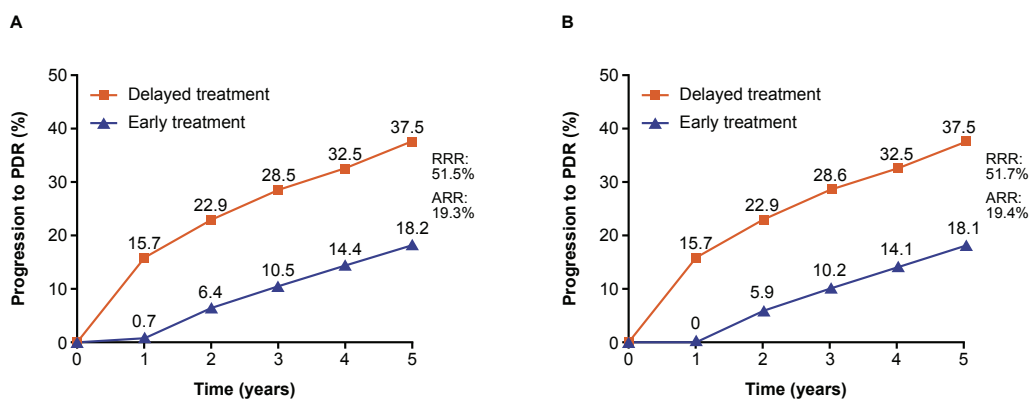 A
Progression to PDR (%)
50
40
30
20
10
0
Delayed treatment
Early treatment
15.7
22.9
28.5
32.5
37.5
0.7
6.4
10.5
14.4
18.2
RRR:
51.5%
ARR:
19.3%
0 1 2 3 4 5
Time (years)
B
Progression to PDR (%)
50
40
30
20
10
0
Delayed treatment
Early treatment
15.7
22.9
28.6
32.5
37.5
0
5.9
10.2
14.1
18.1
RRR:
51.7%
ARR:
19.4%
0 1 2 3 4 5
Time (years)